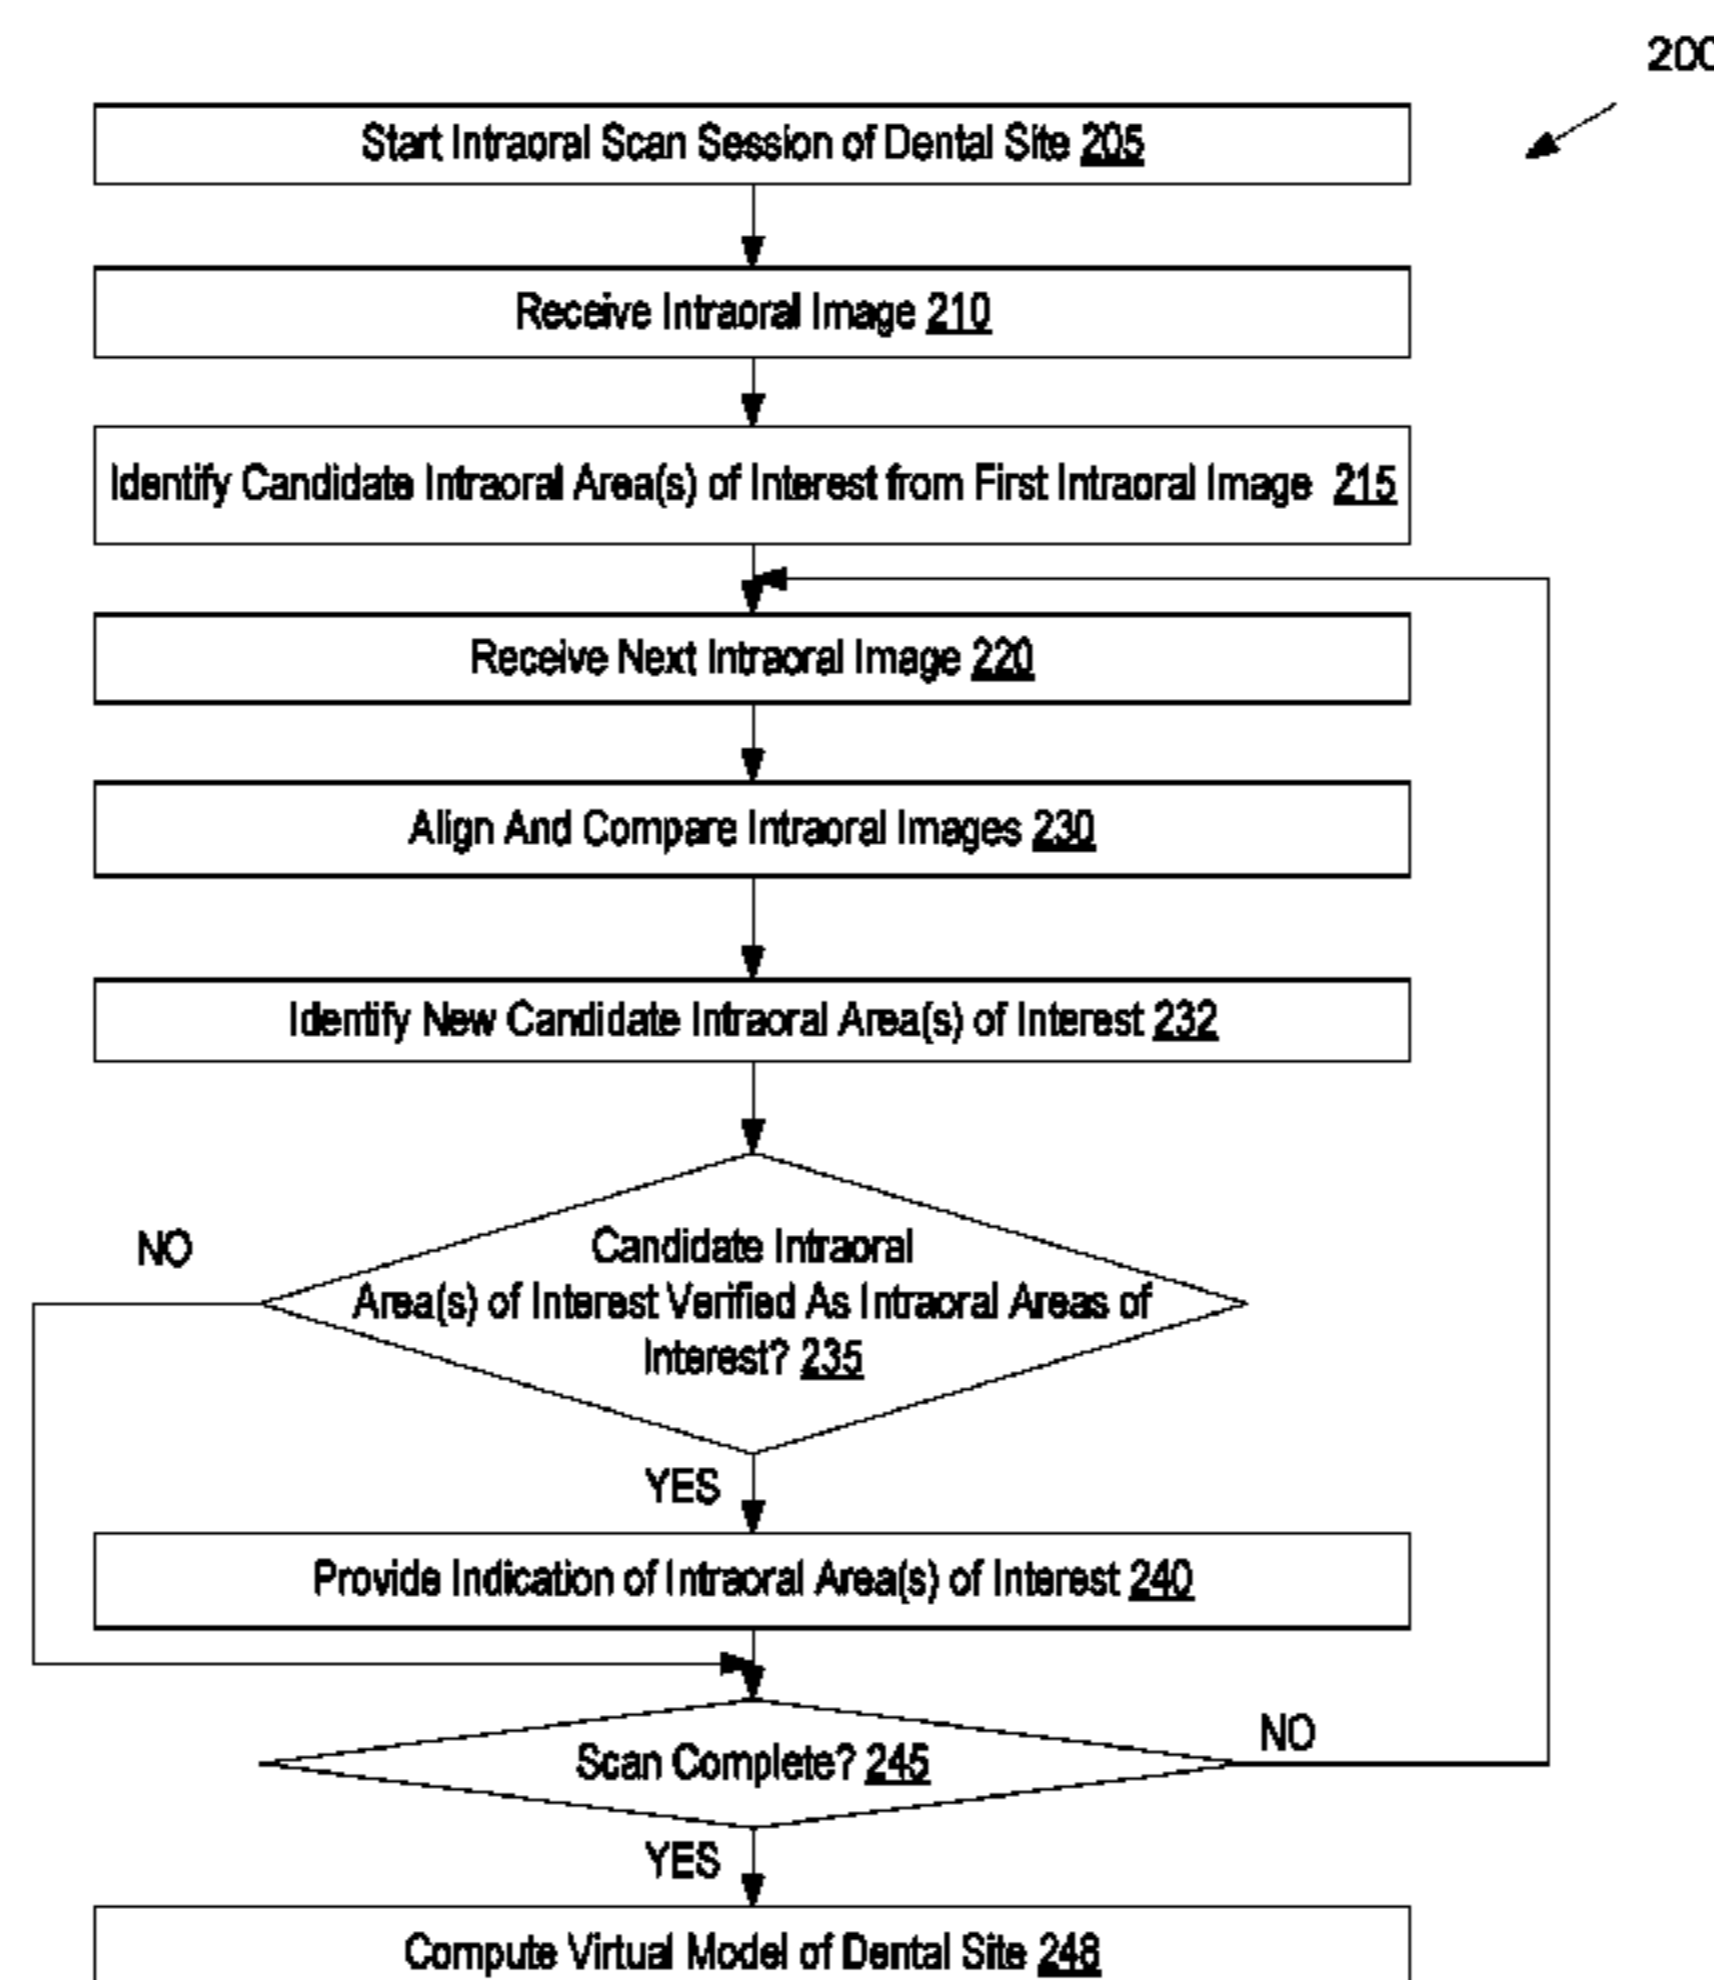 200
Start Intraoral Scan Session of Dental Site 205
Receive Intraoral Image 210
Identify Candidate Intraoral Area(s) of Interest from First Intraoral Image 215
Receive Next Intraoral Image 220
Align And Compare Intraoral Images 230
Identify New Candidate Intraoral Area(s) of Interest 232
NO
Candidate Intraoral
Area(s) of Interest Verified As Intraoral Areas of
Interest? 235
YES
Provide Indication of Intraoral Area(s) of Interest 240
NO
Scan Complete? 245
YES
Compute Virtual Model of Dental Site 248